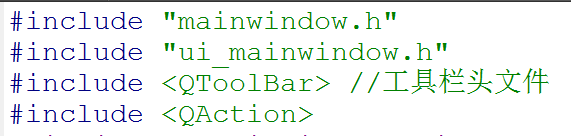 #include "mainwindow.h"
#include "ui_mainwindow.h"
#include <QToolBar> //工具栏头文件
#include <QAction>